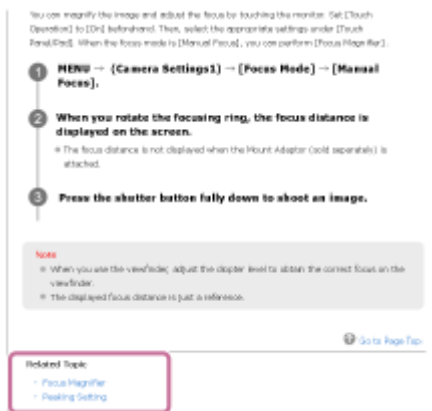 You can magnify the image and adjust the focus by touching the monitor. Set [Touch
Operation] to [On] beforehand. Then, select the appropriate settings under [Touch
Panel/Pad]. When the focus mode is [Manual Focus], you can perform [Focus Magnifier].
1 MENU → (Camera Settings1) → [Focus Mode] → [Manual
Focus].
2 When you rotate the focusing ring, the focus distance is
displayed on the screen.
The focus distance is not displayed when the Mount Adaptor (sold separately) is
attached.
3 Press the shutter button fully down to shoot an image.
Note
When you use the viewfinder, adjust the diopter level to obtain the correct focus on the
viewfinder.
The displayed focus distance is just a reference.
Go to Page Top
Related Topic
Focus Magnifier
Peaking Setting